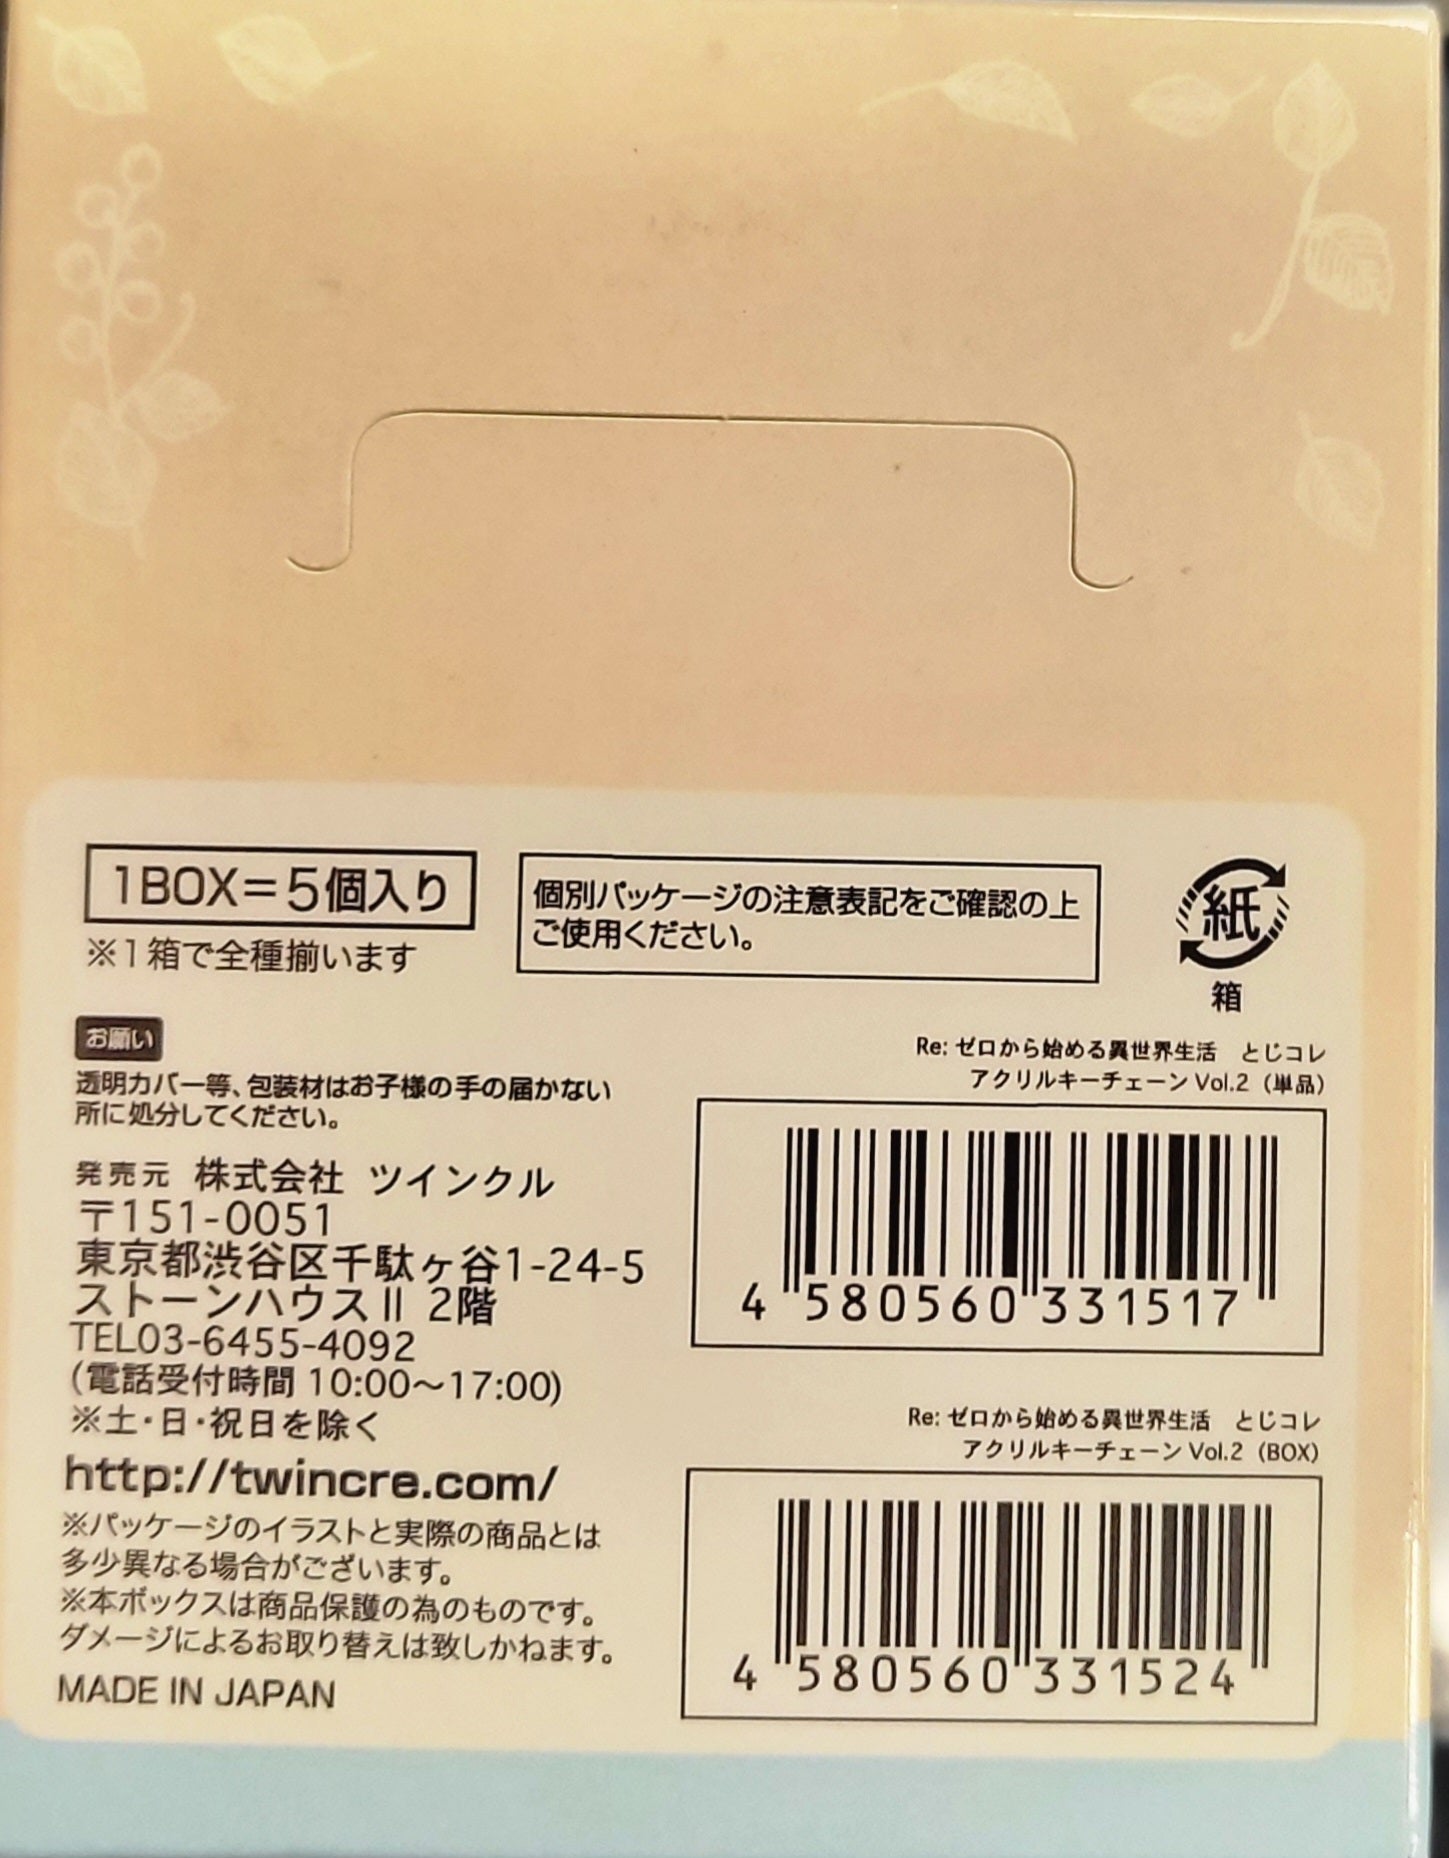 1BOX=5個入り
※1箱で全種揃います
個別パッケージの注意表記をご確認の上
ご使用ください。
紙
箱
お願い
透明カバー等、包装材はお子様の手の届かない
所に処分してください。
発売元 株式会社 ツインクル
〒151-0051
東京都渋谷区千駄ヶ谷1-24-5
ストーンハウスⅡ 2階
TEL03-6455-4092
(電話受付時間 10:00〜17:00)
※土・日・祝日を除く
http://twincre.com/
※パッケージのイラストと実際の商品とは
多少異なる場合がございます。
※本ボックスは商品保護の為のものです。
ダメージによるお取り替えは致しかねます。
MADE IN JAPAN
Re: ゼロから始める異世界生活　とじコレ
アクリルキーチェーン Vol.2（単品）
4 580560 331517
Re: ゼロから始める異世界生活　とじコレ
アクリルキーチェーン Vol.2（BOX）
4 580560 331524